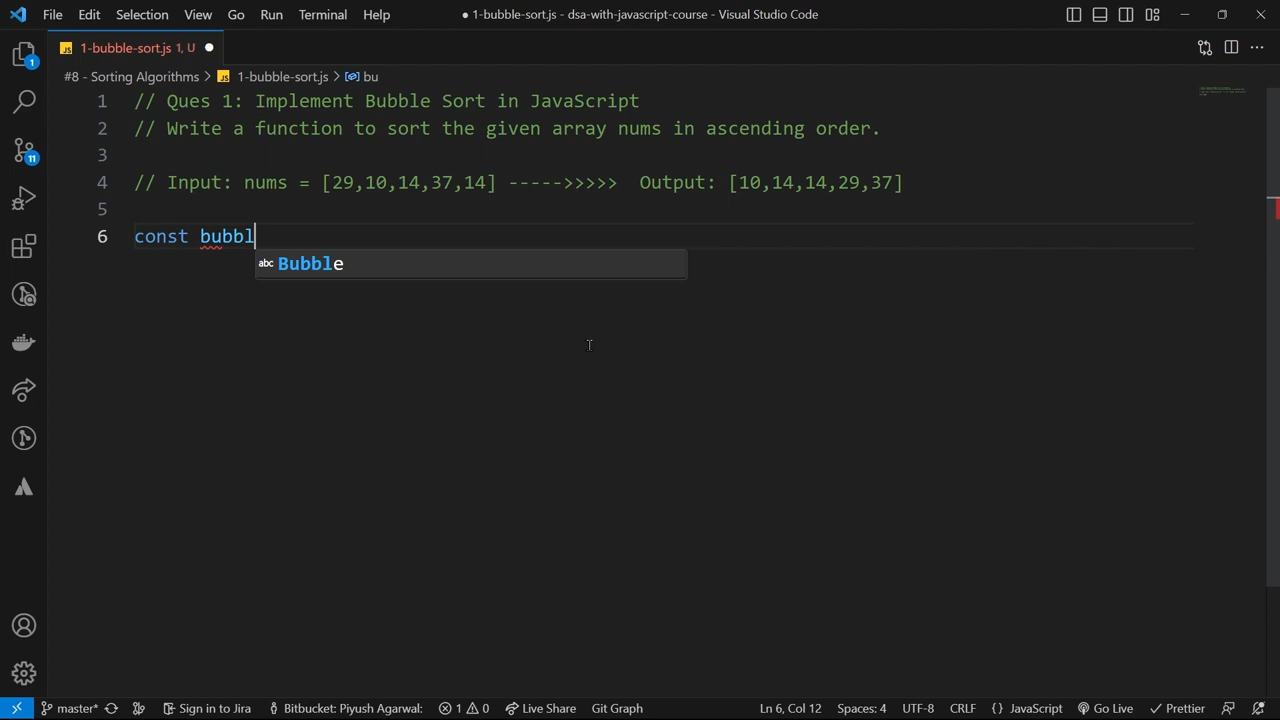 File Edit Selection View Go Run Terminal Help ● 1-bubble-sort.js - dsa-with-javascript-course - Visual Studio Code
JS 1-bubble-sort.js 1, U ●
#8 - Sorting Algorithms > JS 1-bubble-sort.js > bu
1 // Ques 1: Implement Bubble Sort in JavaScript
2 // Write a function to sort the given array nums in ascending order.
3
4 // Input: nums = [29,10,14,37,14] ----->>>>> Output: [10,14,14,29,37]
5
6 const bubbl
abc Bubble
1
11
master* Sign in to Jira Bitbucket: Piyush Agarwal: 1 0 Live Share Git Graph Ln 6, Col 12 Spaces: 4 UTF-8 CRLF {} JavaScript Go Live Prettier